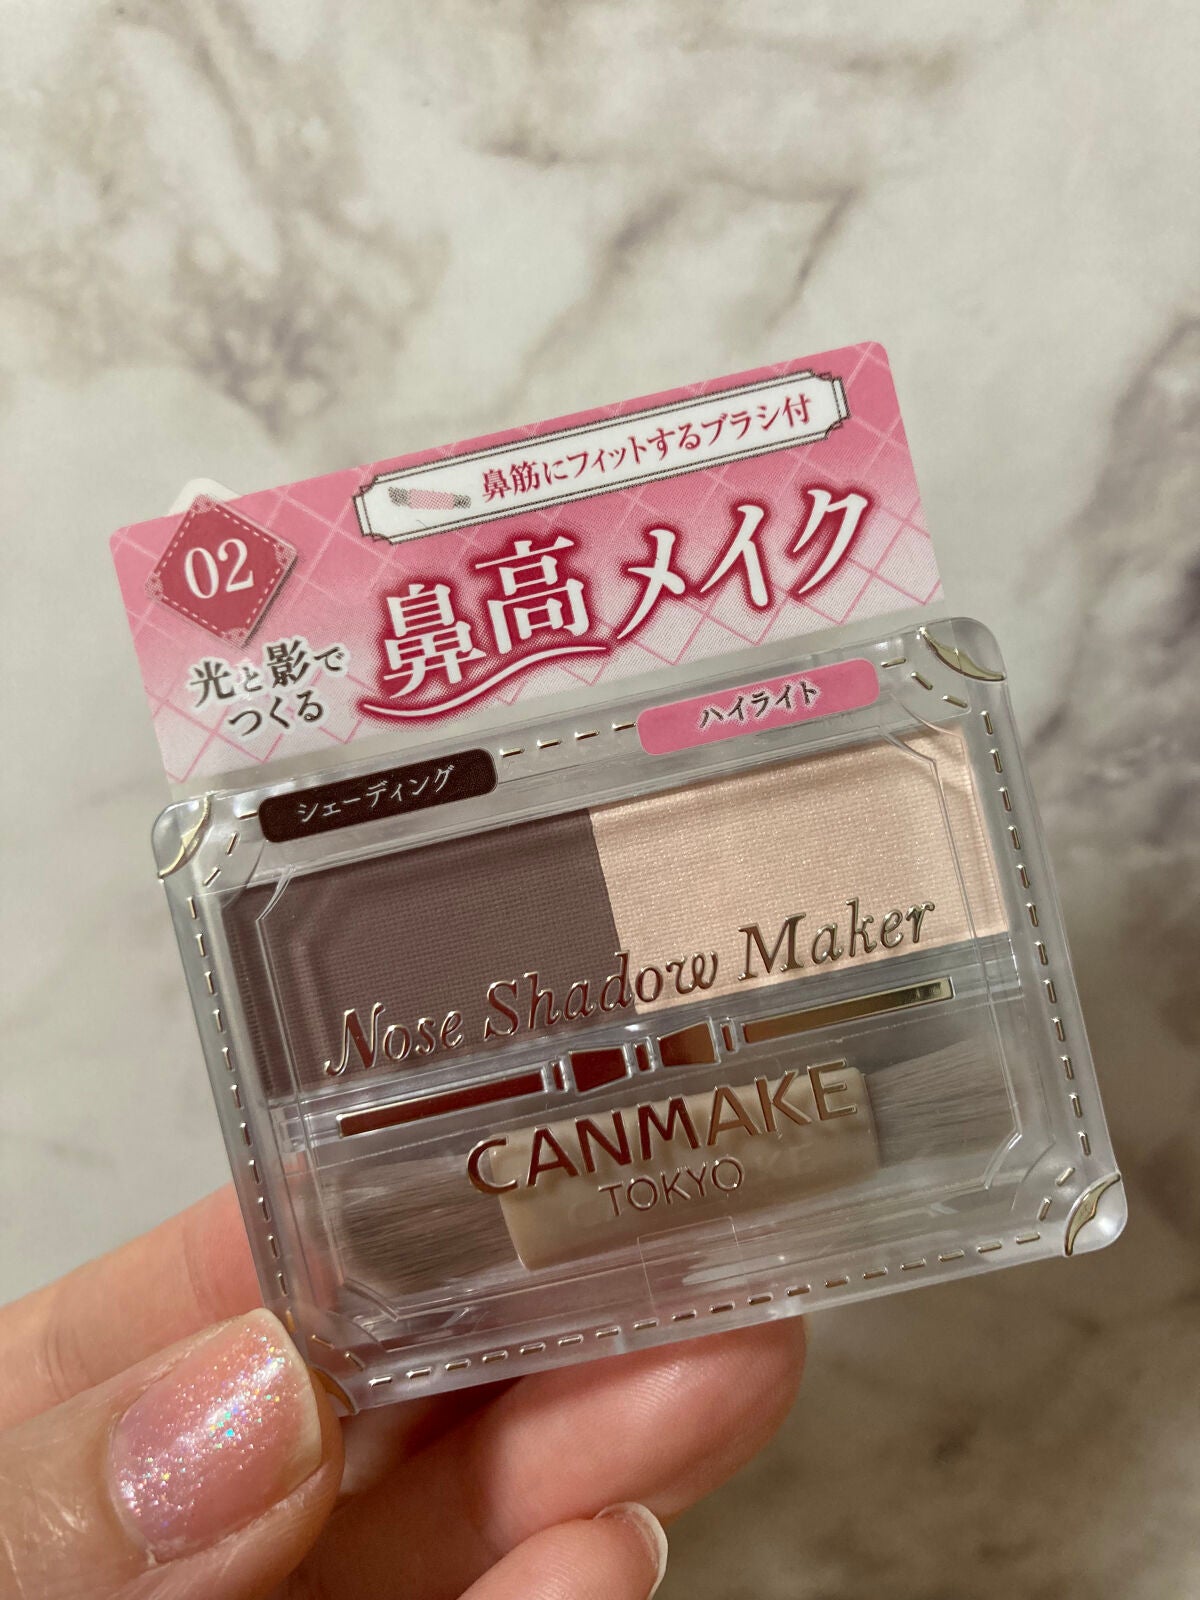 鼻筋にフィットするブラシ付
02
鼻高メイク
光と影で
つくる
ハイライト
シェーディング
Nose Shadow Maker
CANMAKE
TOKYO